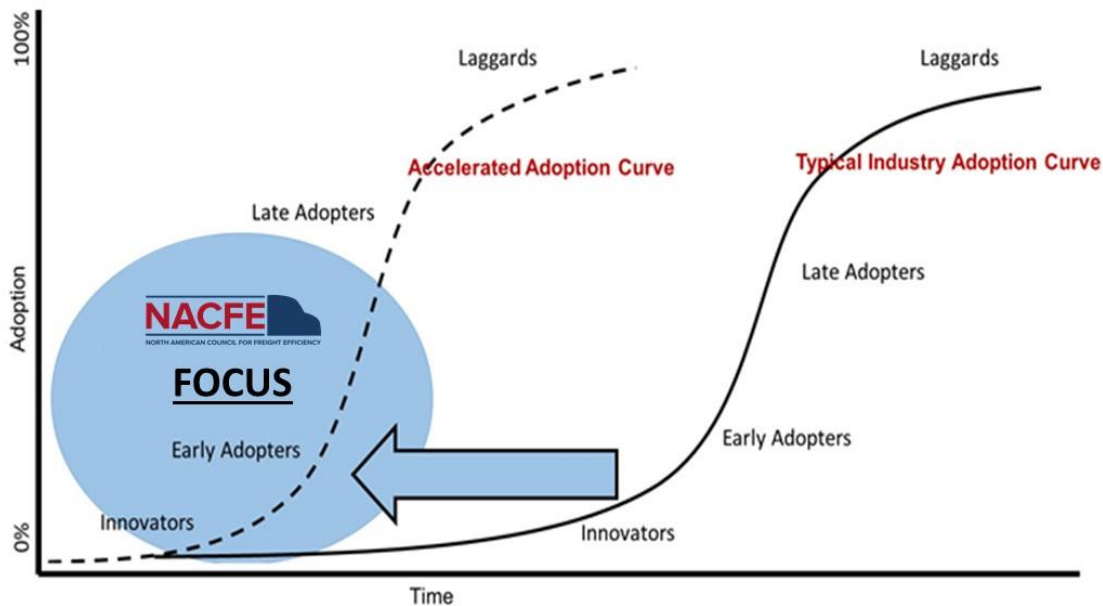 100%
Laggards
Laggards
Accelerated Adoption Curve
Typical Industry Adoption Curve
Late Adopters
Late Adopters
Adoption
NACFE
NORTH AMERICAN COUNCIL FOR FREIGHT EFFICIENCY
FOCUS
Early Adopters
Early Adopters
Innovators
Innovators
0%
Time